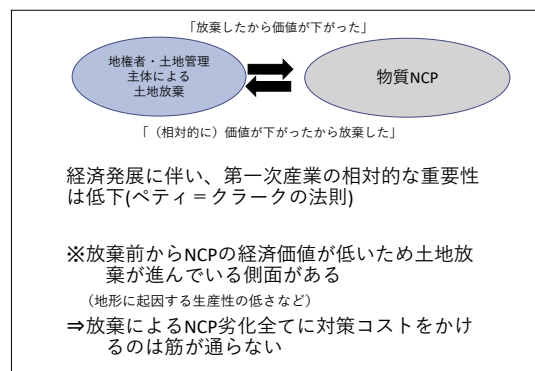 「放棄したから価値が下がった」
地権者・土地管理
主体による
土地放棄
物質NCP
「（相対的に）価値が下がったから放棄した」
経済発展に伴い、第一次産業の相対的な重要性
は低下(ペティ＝クラークの法則)
※放棄前からNCPの経済価値が低いため土地放
棄が進んでいる側面がある
（地形に起因する生産性の低さなど）
⇒放棄によるNCP劣化全てに対策コストをかけ
るのは筋が通らない